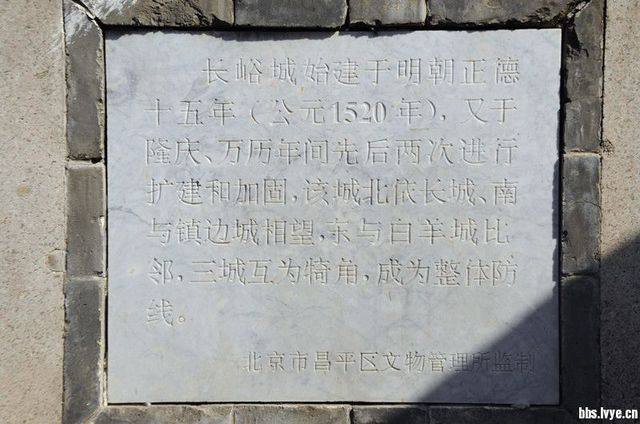 长峪城始建于明朝正德
十五年（公元1520年），又于
隆庆、万历年间先后两次进行
扩建和加固，该城北依长城、南
与镇边城相望，东与白羊城比
邻，三城互为犄角，成为整体防
线。
北京市昌平区文物管理所监制
bbs.lvye.cn